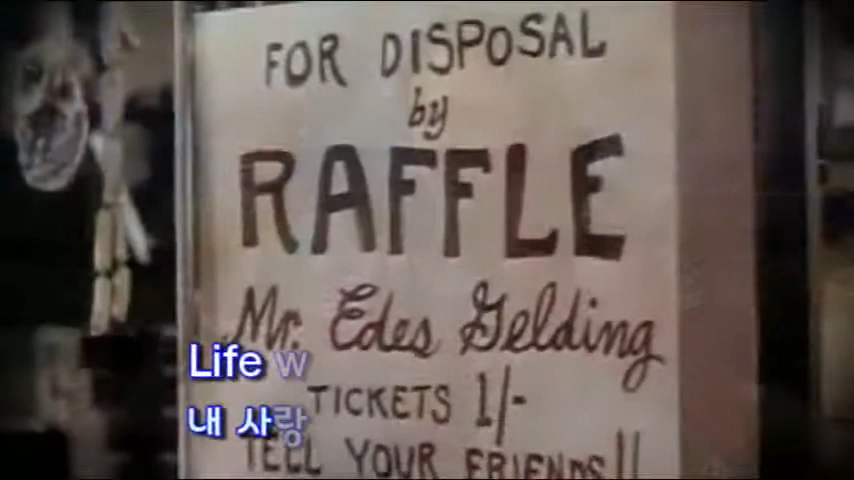 FOR DISPOSAL
by
RAFFLE
Mr. Edes Gelding
Life w
TICKETS 1/-
내 사랑
TELL YOUR FRIENDS!!